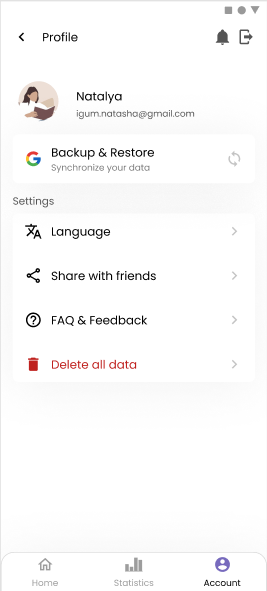 Profile
Natalya
igum.natasha@gmail.com
Backup & Restore
Synchronize your data
Settings
Language
Share with friends
FAQ & Feedback
Delete all data
Home
Statistics
Account